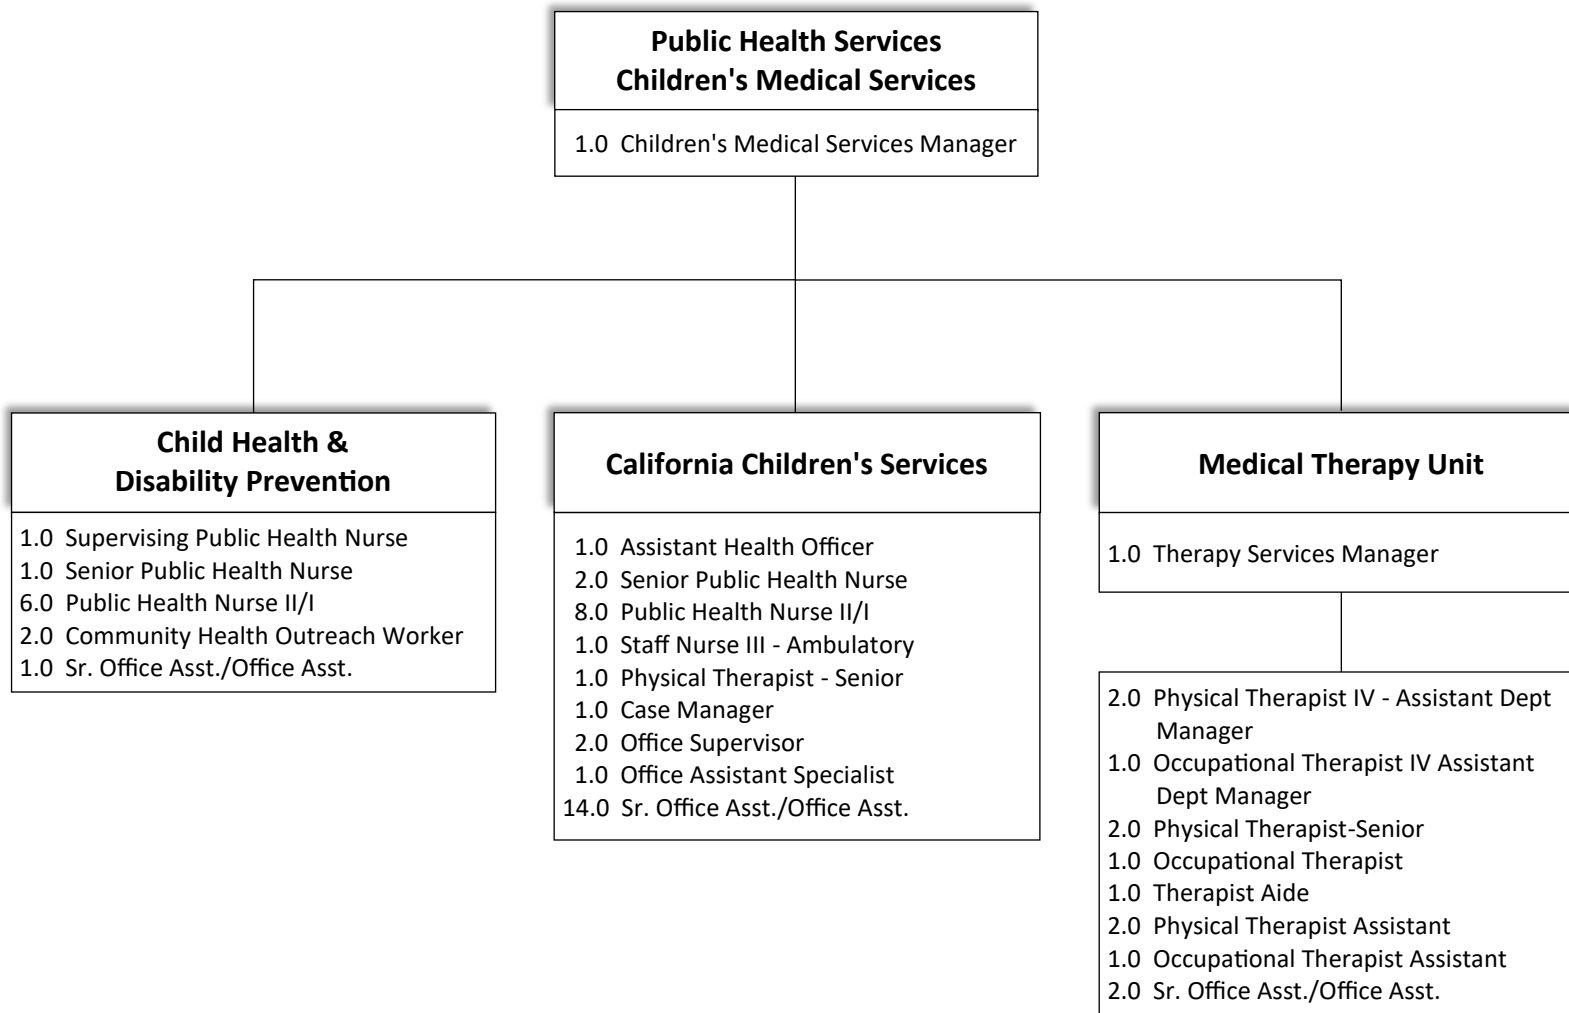 Public Health Services
Children's Medical Services
1.0 Children's Medical Services Manager
Child Health &
Disability Prevention
1.0 Supervising Public Health Nurse
1.0 Senior Public Health Nurse
6.0 Public Health Nurse II/I
2.0 Community Health Outreach Worker
1.0 Sr. Office Asst./Office Asst.
California Children's Services
1.0 Assistant Health Officer
2.0 Senior Public Health Nurse
8.0 Public Health Nurse II/I
1.0 Staff Nurse III - Ambulatory
1.0 Physical Therapist - Senior
1.0 Case Manager
2.0 Office Supervisor
1.0 Office Assistant Specialist
14.0 Sr. Office Asst./Office Asst.
Medical Therapy Unit
1.0 Therapy Services Manager
2.0 Physical Therapist IV - Assistant Dept
Manager
1.0 Occupational Therapist IV Assistant
Dept Manager
2.0 Physical Therapist-Senior
1.0 Occupational Therapist
1.0 Therapist Aide
2.0 Physical Therapist Assistant
1.0 Occupational Therapist Assistant
2.0 Sr. Office Asst./Office Asst.